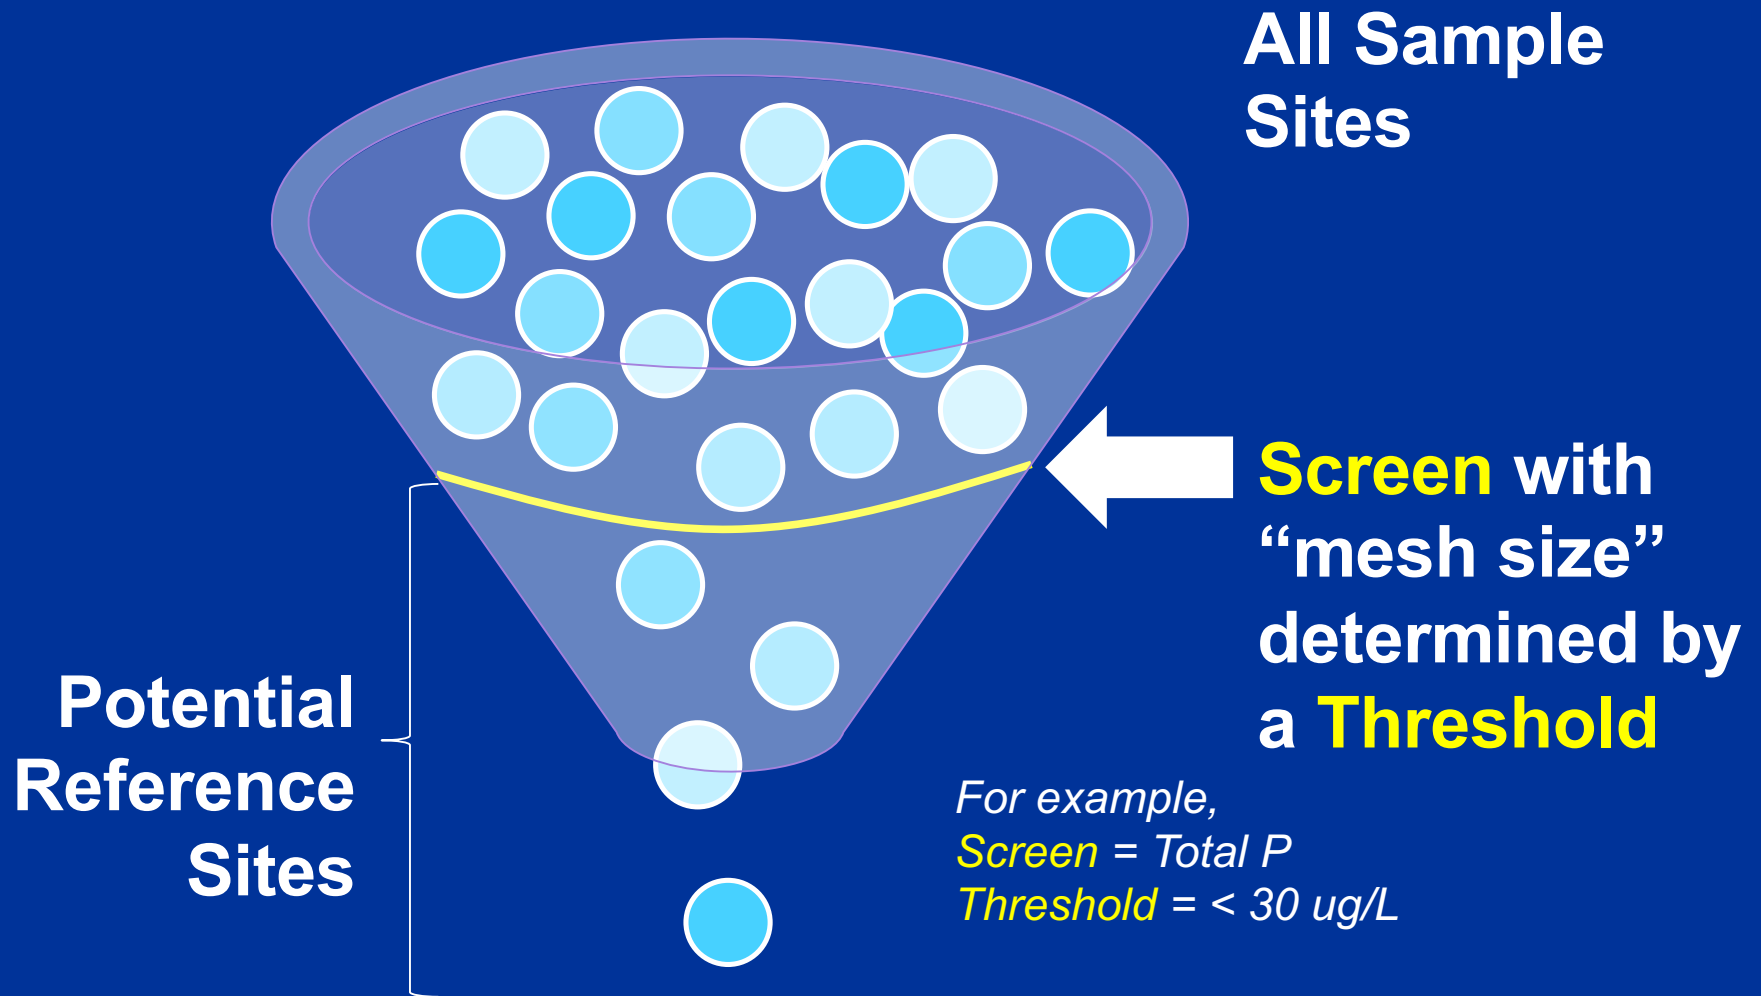 All Sample
Sites
Screen with
“mesh size”
determined by
a Threshold
Potential
Reference
Sites
For example,
Screen = Total P
Threshold = < 30 ug/L